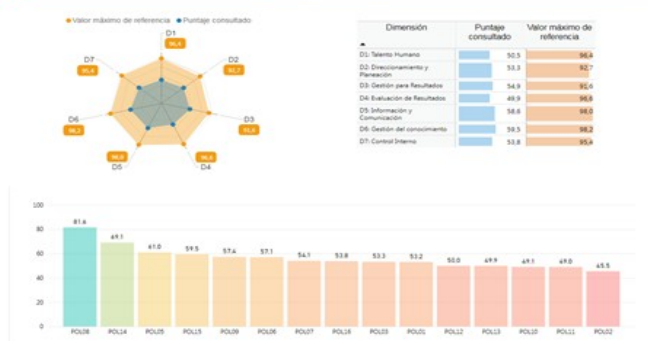 Valor máximo de referencia Puntaje consultado
D1
96,4
D7
95,4
D2
92,7
D6
98,2
D3
91,6
D5
98,0
D4
96,6
Dimensión Puntaje consultado Valor máximo de referencia
D1: Talento Humano 50,5 96,4
D2: Direccionamiento y Planeación 53,3 92,7
D3: Gestión para Resultados 54,9 91,6
D4: Evaluación de Resultados 49,9 96,6
D5: Información y Comunicación 58,6 98,0
D6: Gestión del conocimiento 59,5 98,2
D7: Control Interno 53,8 95,4
100
80
60
40
20
0
81.6 69.1 61.0 59.5 57.4 57.1 54.1 53.8 53.3 53.2 50.0 49.9 49.1 49.0 45.5
POL08 POL14 POL05 POL15 POL09 POL06 POL07 POL16 POL03 POL01 POL12 POL13 POL10 POL11 POL02